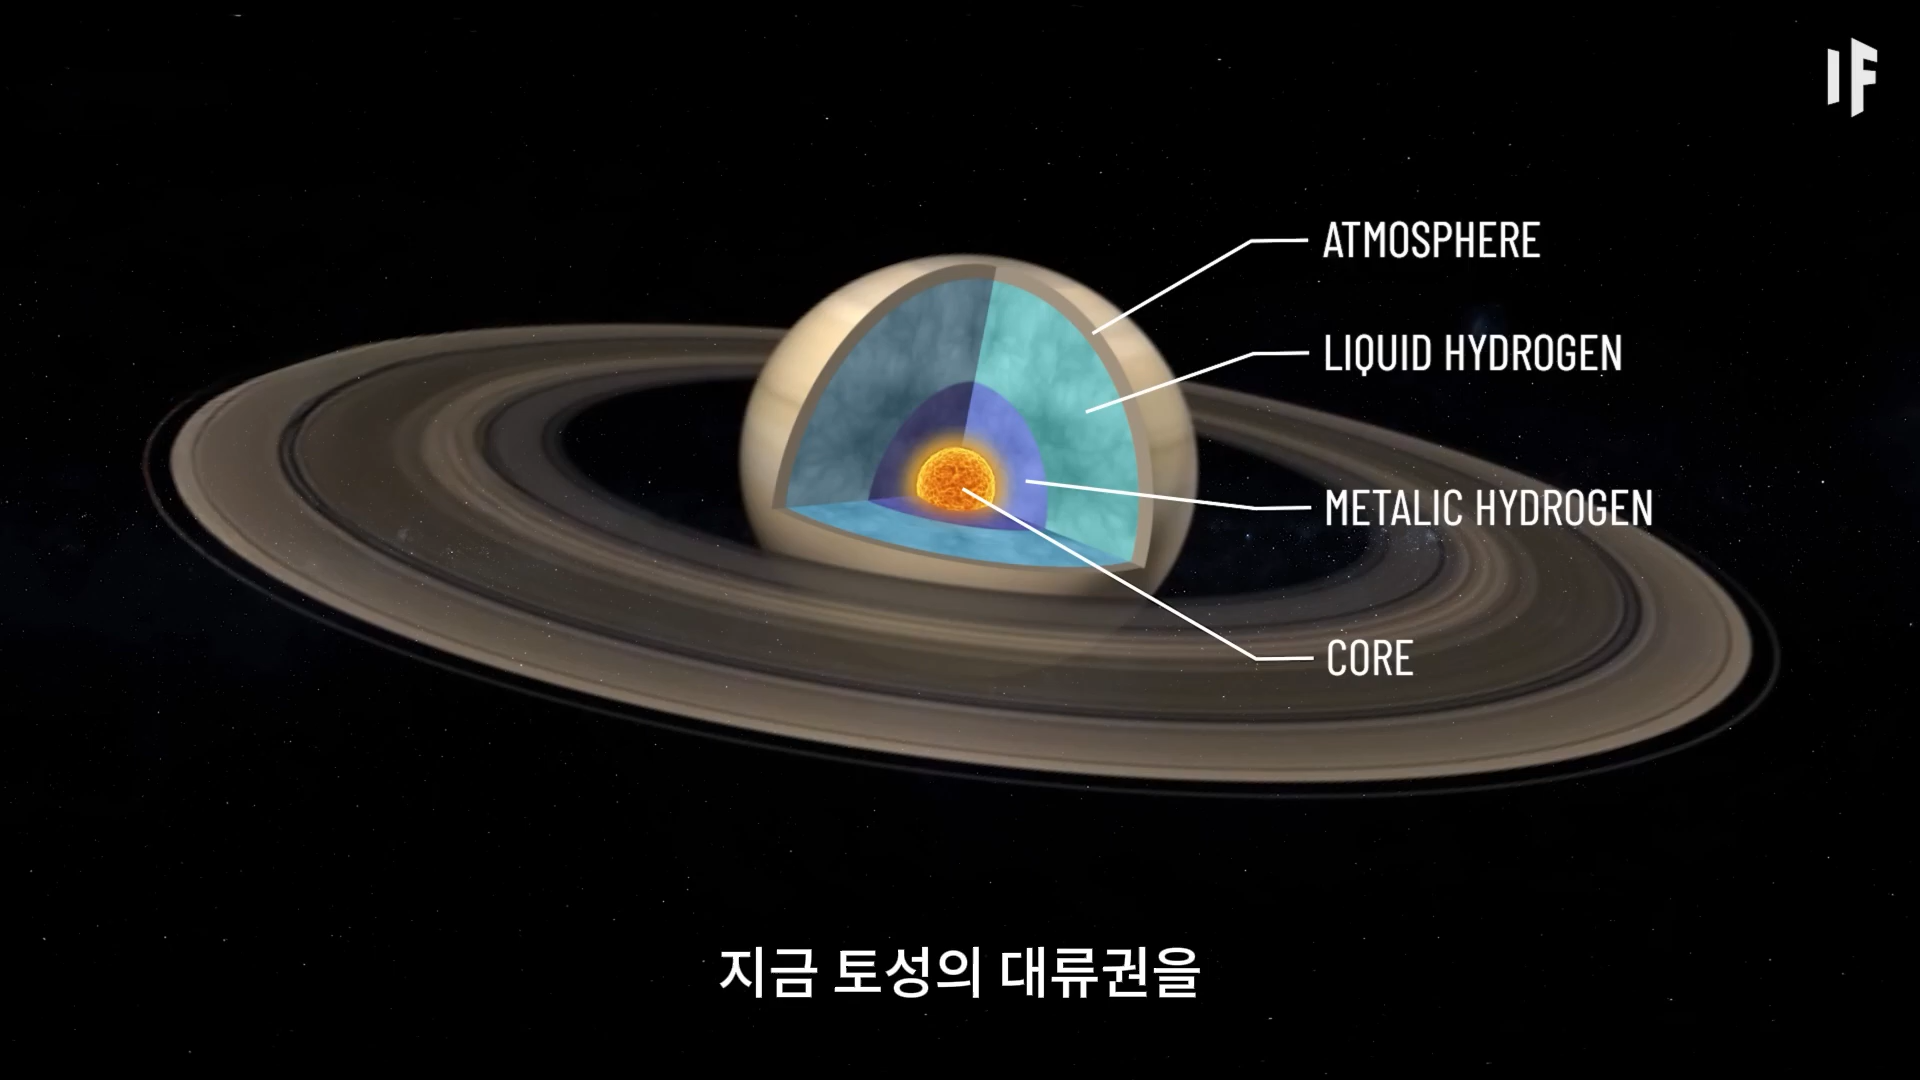 IF
ATMOSPHERE
LIQUID HYDROGEN
METALIC HYDROGEN
CORE
지금 토성의 대류권을